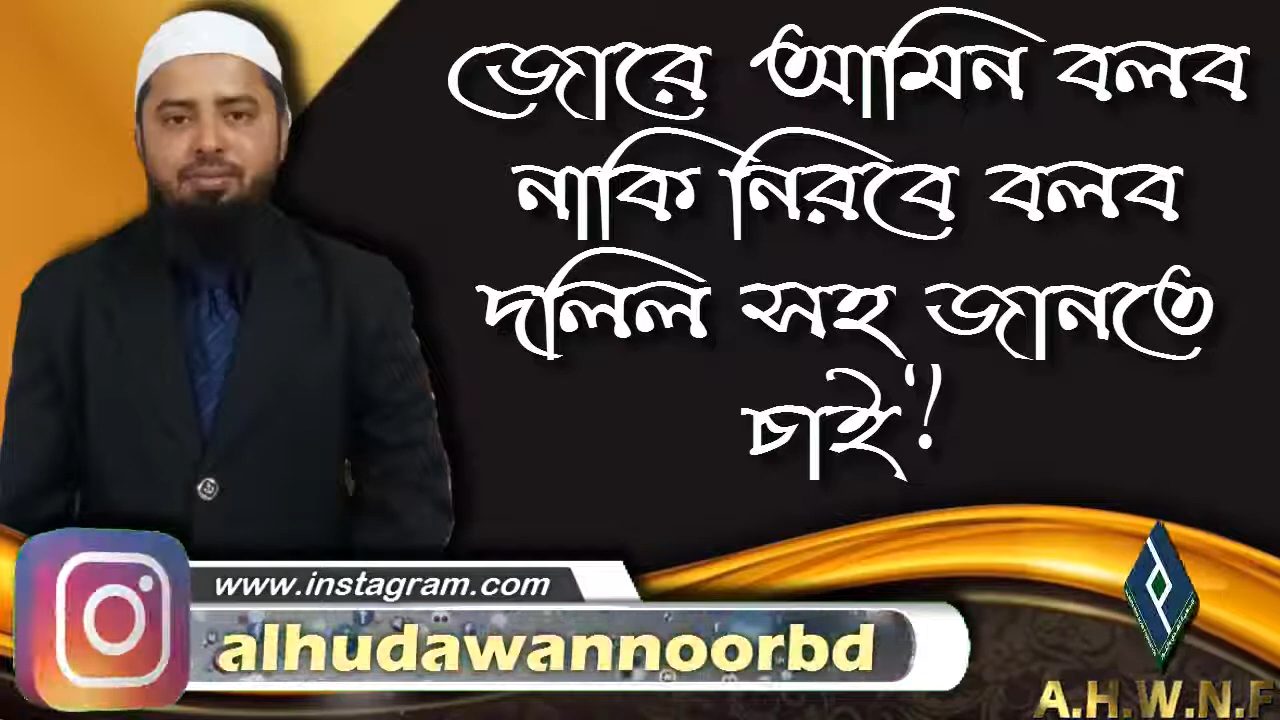 জোরে আমিন বলব
নাকি নিরবে বলব
দলিল সহ জানতে
চাই?
www.instagram.com
alhudawannoorbd
A.H.W.N.F